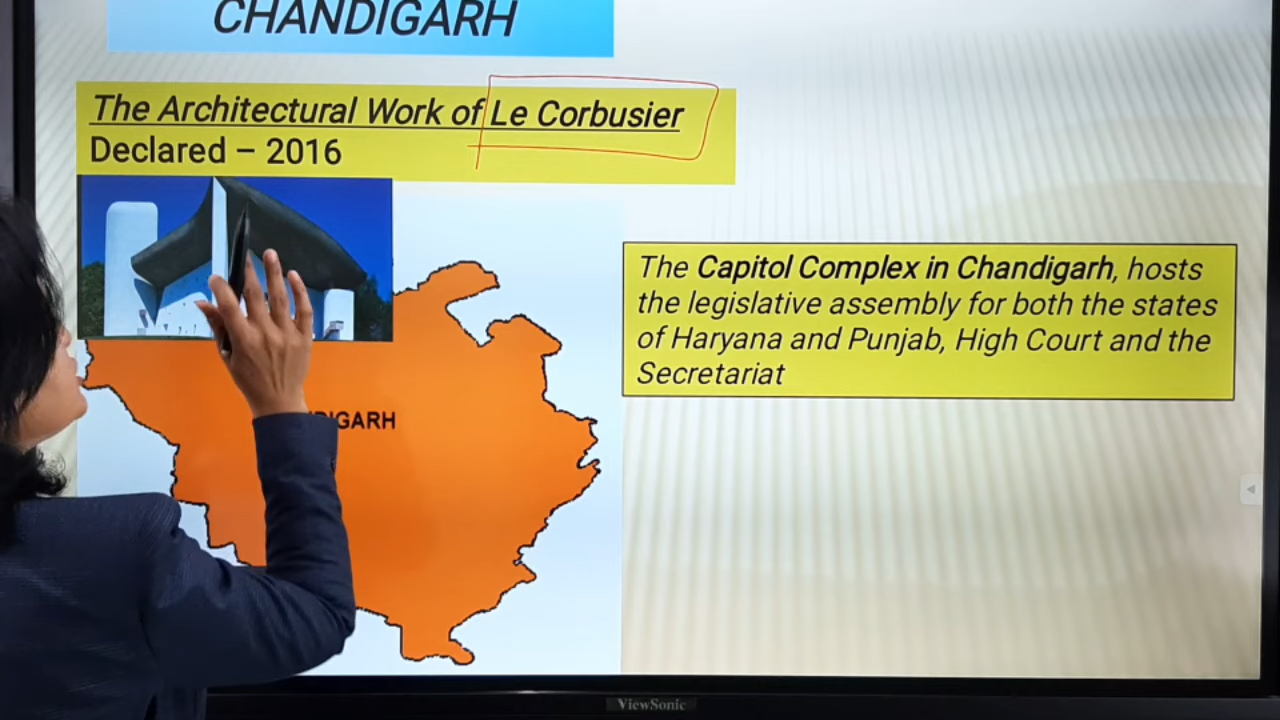 CHANDIGARH
The Architectural Work of Le Corbusier
Declared – 2016
The Capitol Complex in Chandigarh, hosts
the legislative assembly for both the states
of Haryana and Punjab, High Court and the
Secretariat
DIGARH
ViewSonic